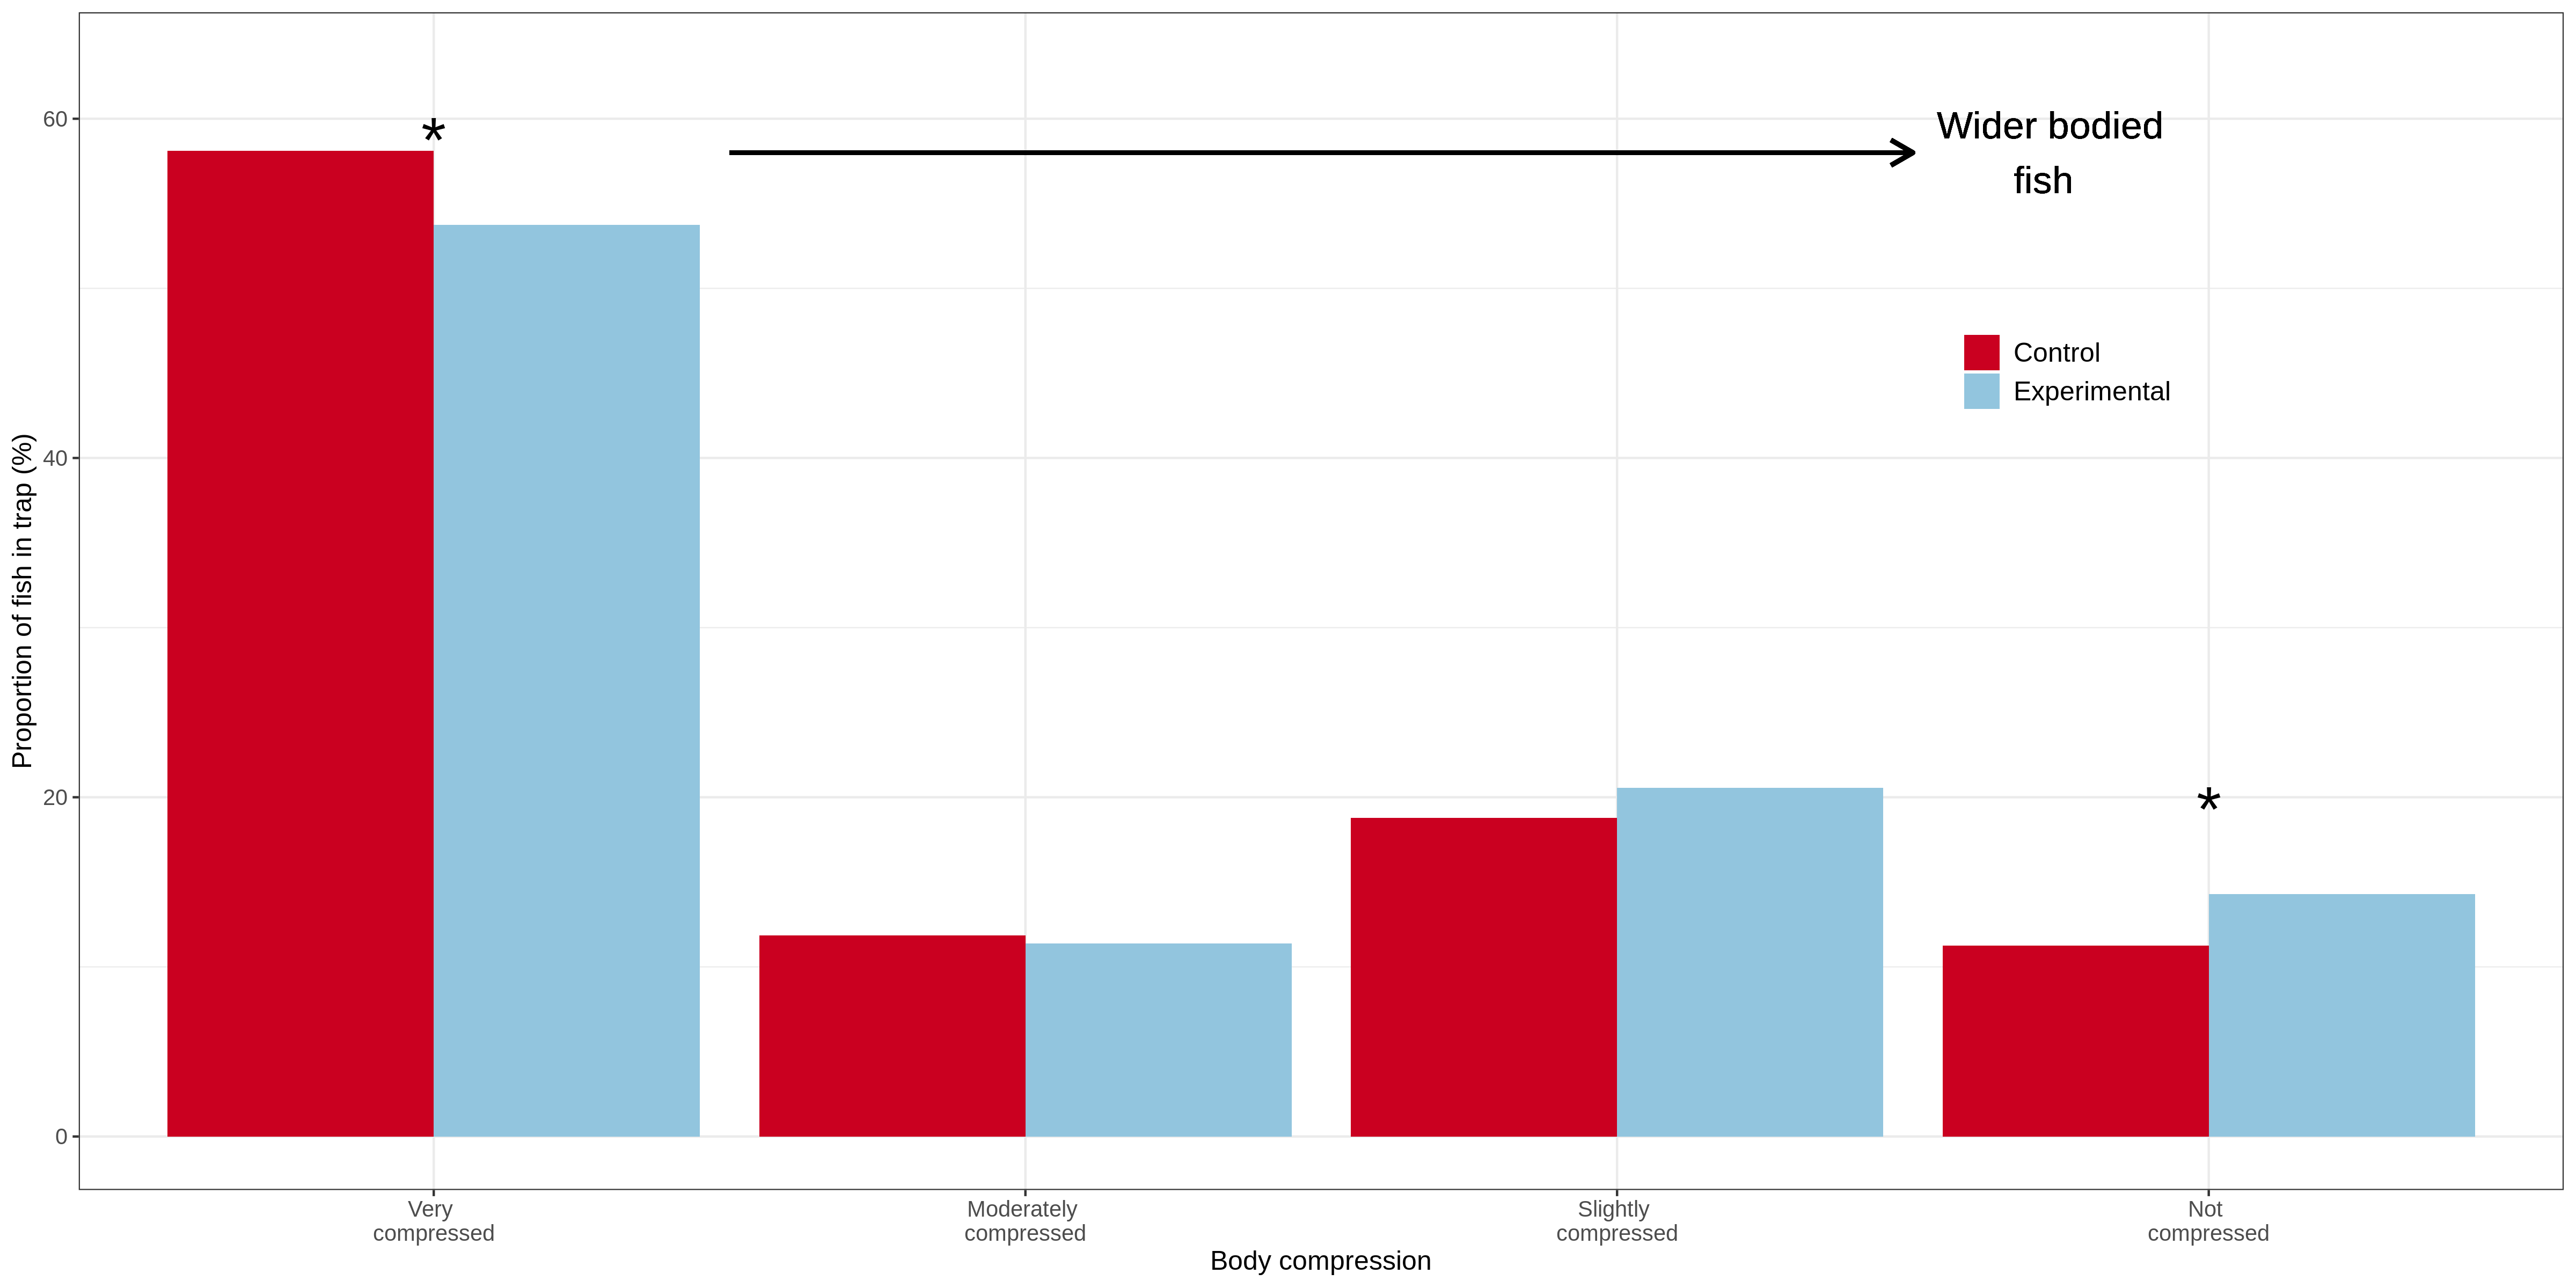 Proportion of fish in trap (%)
60
40
20
0
*
Wider bodied
fish
Control
Experimental
*
Very
compressed
Moderately
compressed
Slightly
compressed
Not
compressed
Body compression